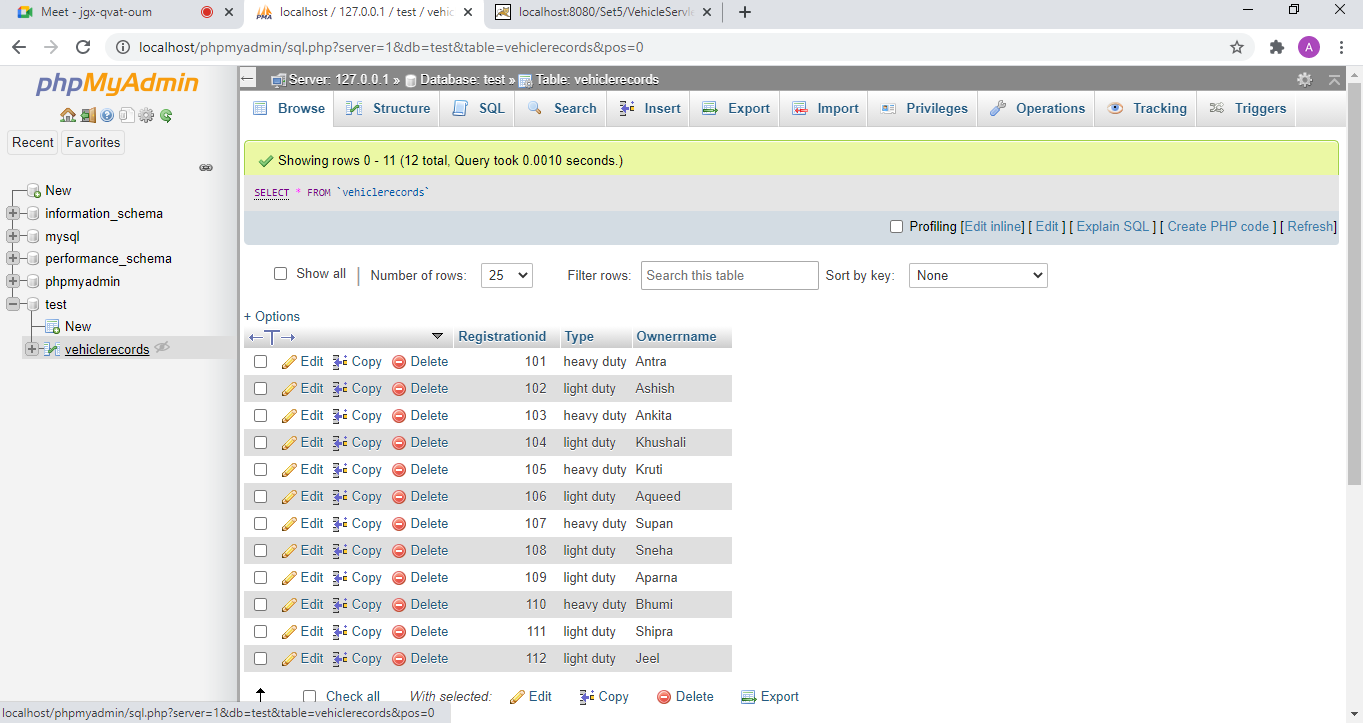 Meet - jgx-qvat-oum
localhost / 127.0.0.1 / test / vehic
localhost:8080/Set5/VehicleServle
localhost/phpmyadmin/sql.php?server=1&db=test&table=vehiclerecords&pos=0
A
phpMyAdmin
Recent Favorites
New
information_schema
mysql
performance_schema
phpmyadmin
test
New
vehiclerecords
Server: 127.0.0.1 » Database: test » Table: vehiclerecords
Browse Structure SQL Search Insert Export Import Privileges Operations Tracking Triggers
Showing rows 0 - 11 (12 total, Query took 0.0010 seconds.)
SELECT * FROM `vehiclerecords`
Profiling [Edit inline] [ Edit ] [ Explain SQL ] [ Create PHP code ] [ Refresh]
Show all | Number of rows: 25 Filter rows: Search this table Sort by key: None
+ Options
←T→ Registrationid Type Ownerrname
Edit Copy Delete 101 heavy duty Antra
Edit Copy Delete 102 light duty Ashish
Edit Copy Delete 103 heavy duty Ankita
Edit Copy Delete 104 light duty Khushali
Edit Copy Delete 105 heavy duty Kruti
Edit Copy Delete 106 light duty Aqueed
Edit Copy Delete 107 heavy duty Supan
Edit Copy Delete 108 light duty Sneha
Edit Copy Delete 109 light duty Aparna
Edit Copy Delete 110 heavy duty Bhumi
Edit Copy Delete 111 light duty Shipra
Edit Copy Delete 112 light duty Jeel
Check all With selected: Edit Copy Delete Export
localhost/phpmyadmin/sql.php?server=1&db=test&table=vehiclerecords&pos=0